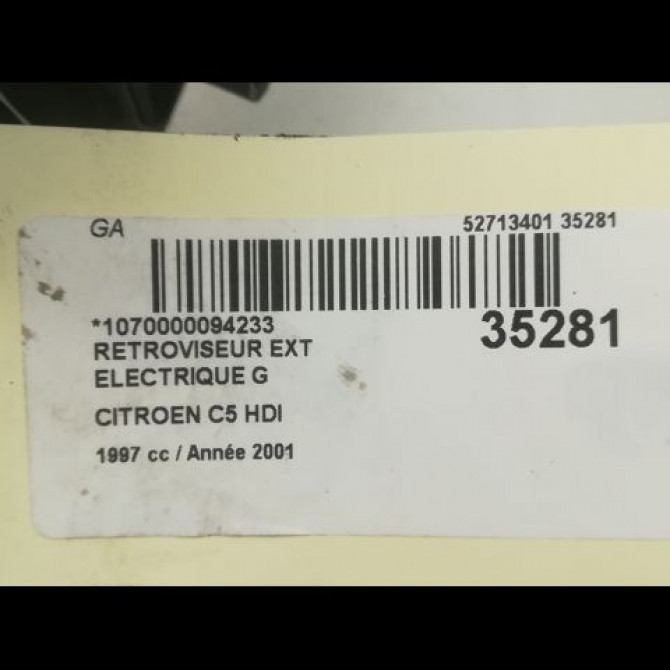 GA
52713401 35281
*1070000094233
35281
RETROVISEUR EXT
ELECTRIQUE G
CITROEN C5 HDI
1997 cc / Année 2001